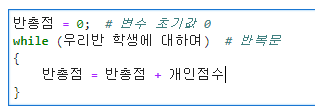 반총점 = 0;  # 변수 초기값 0
while (우리반 학생에 대하여)  # 반복문
{
    반총점 = 반총점 + 개인점수
}